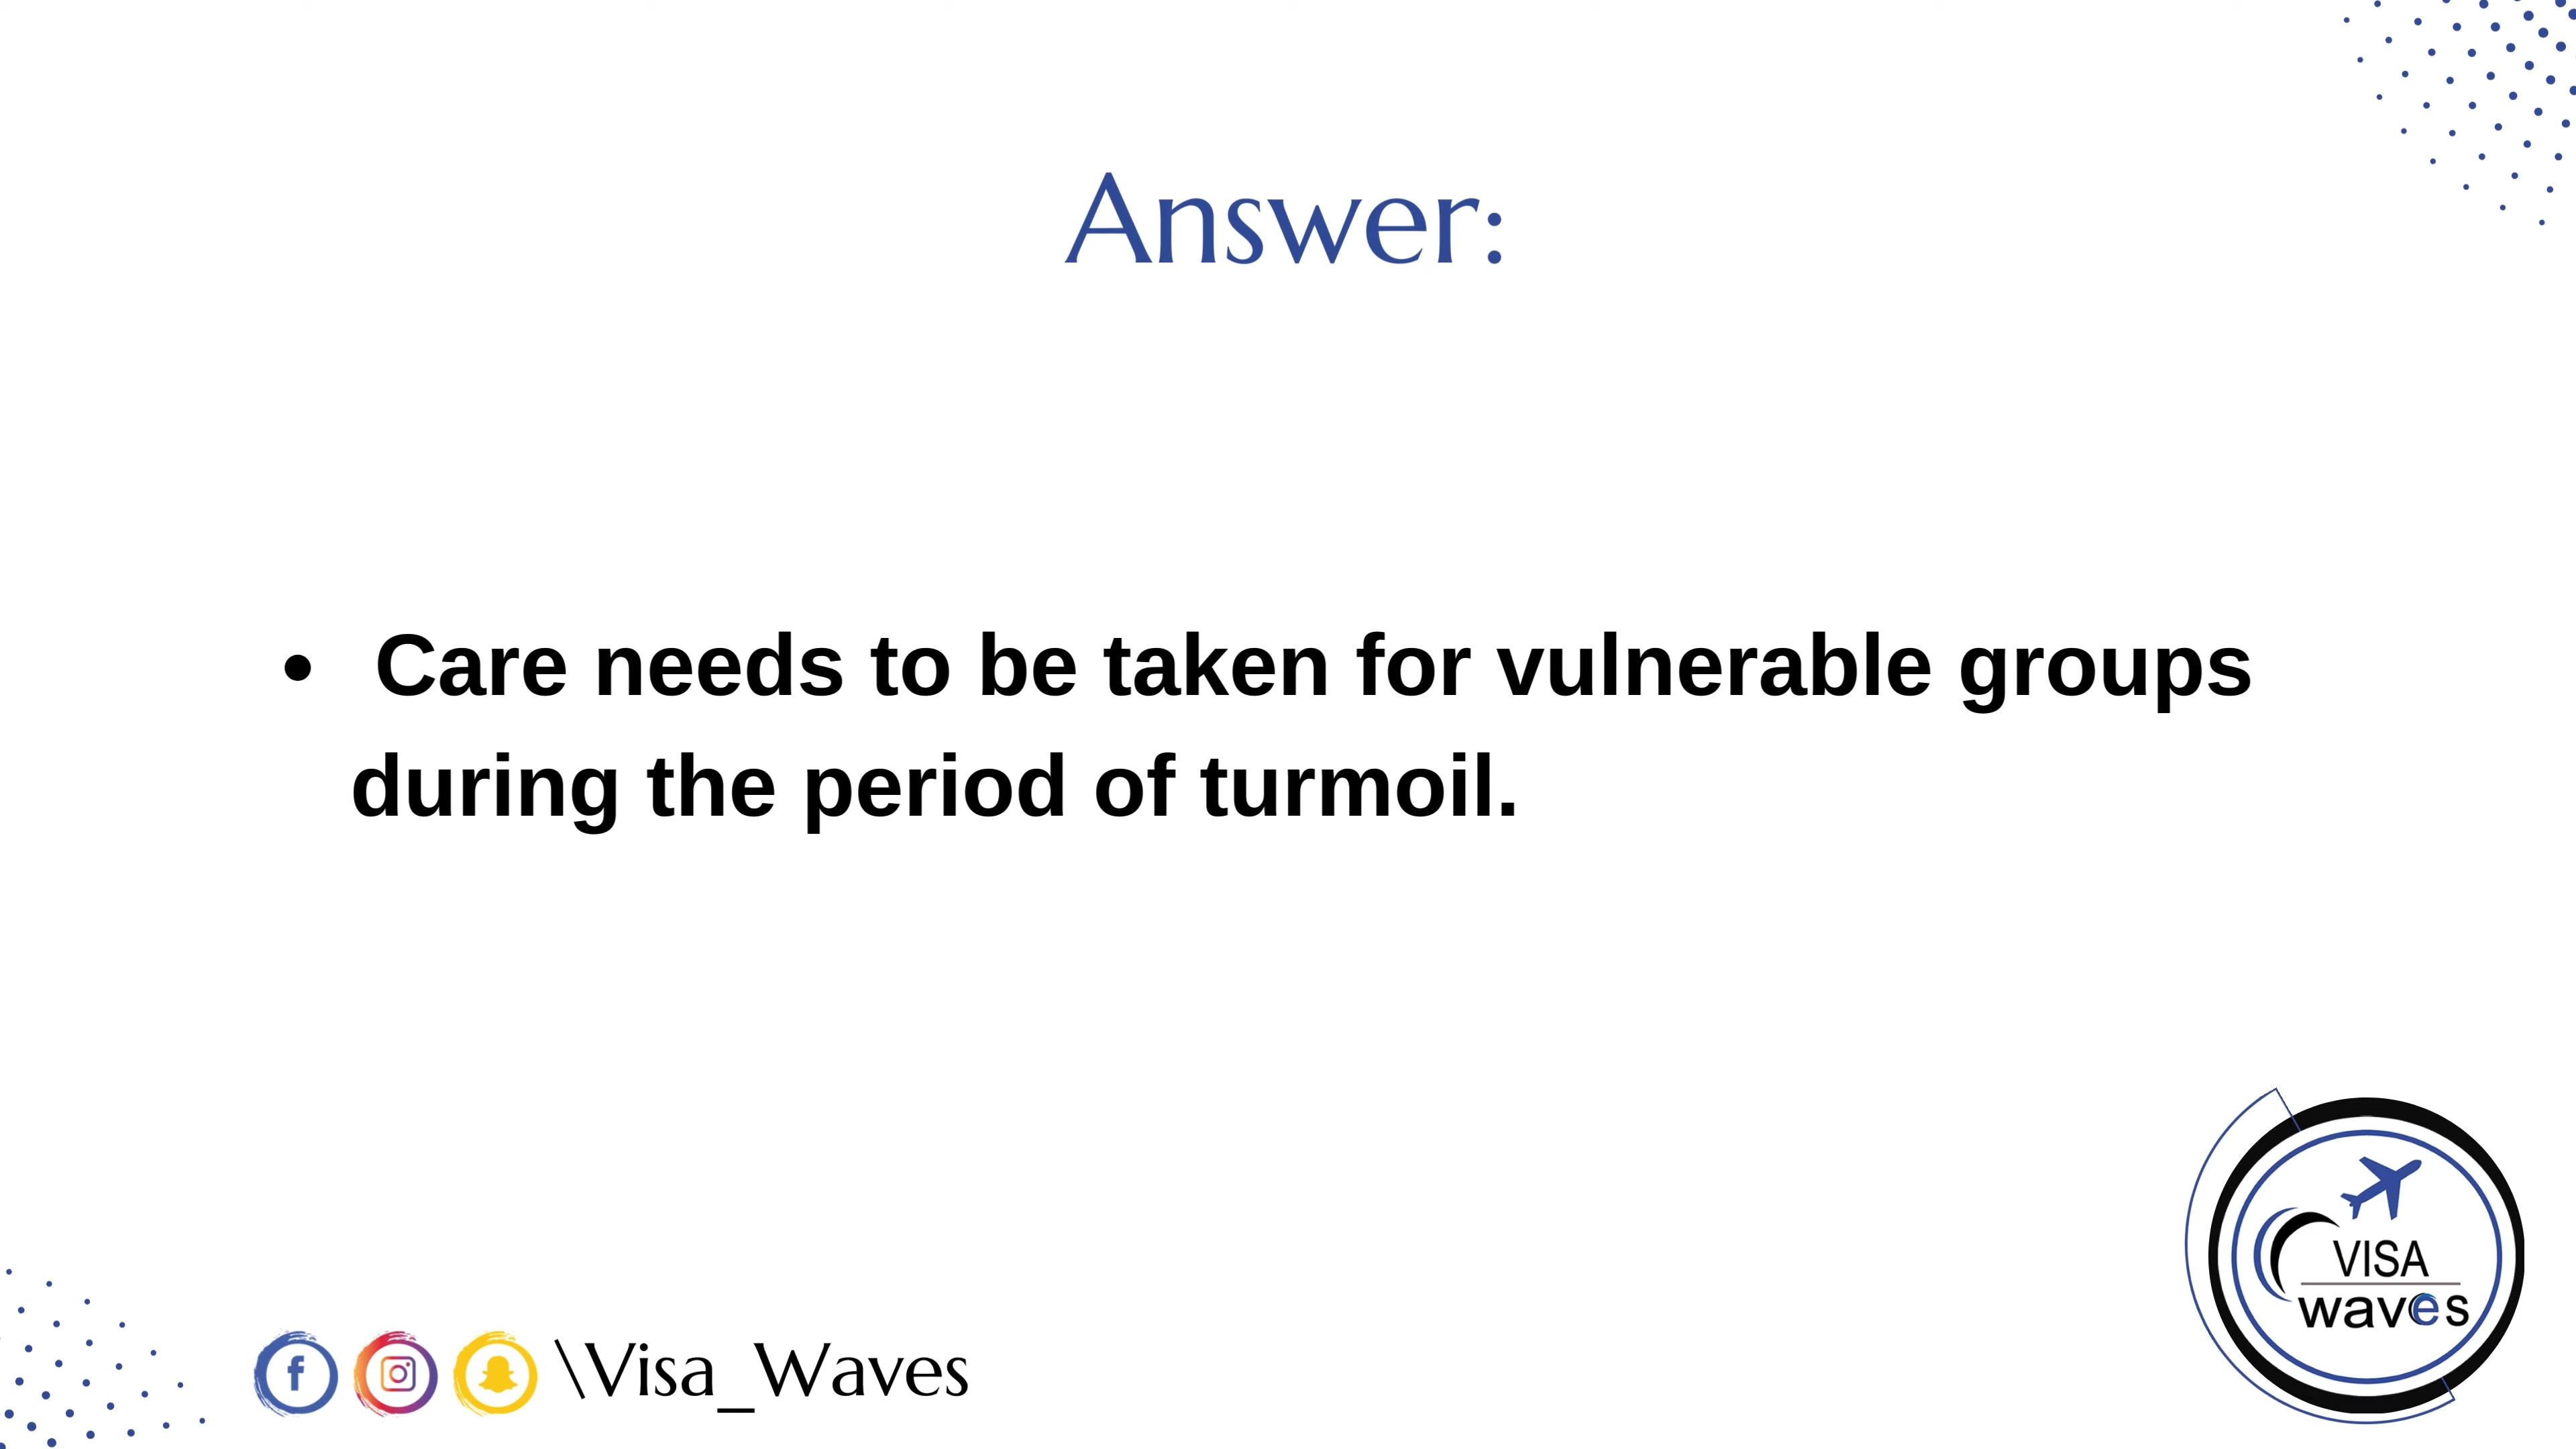 Answer:
• Care needs to be taken for vulnerable groups
during the period of turmoil.
VISA
waves
\Visa_Waves